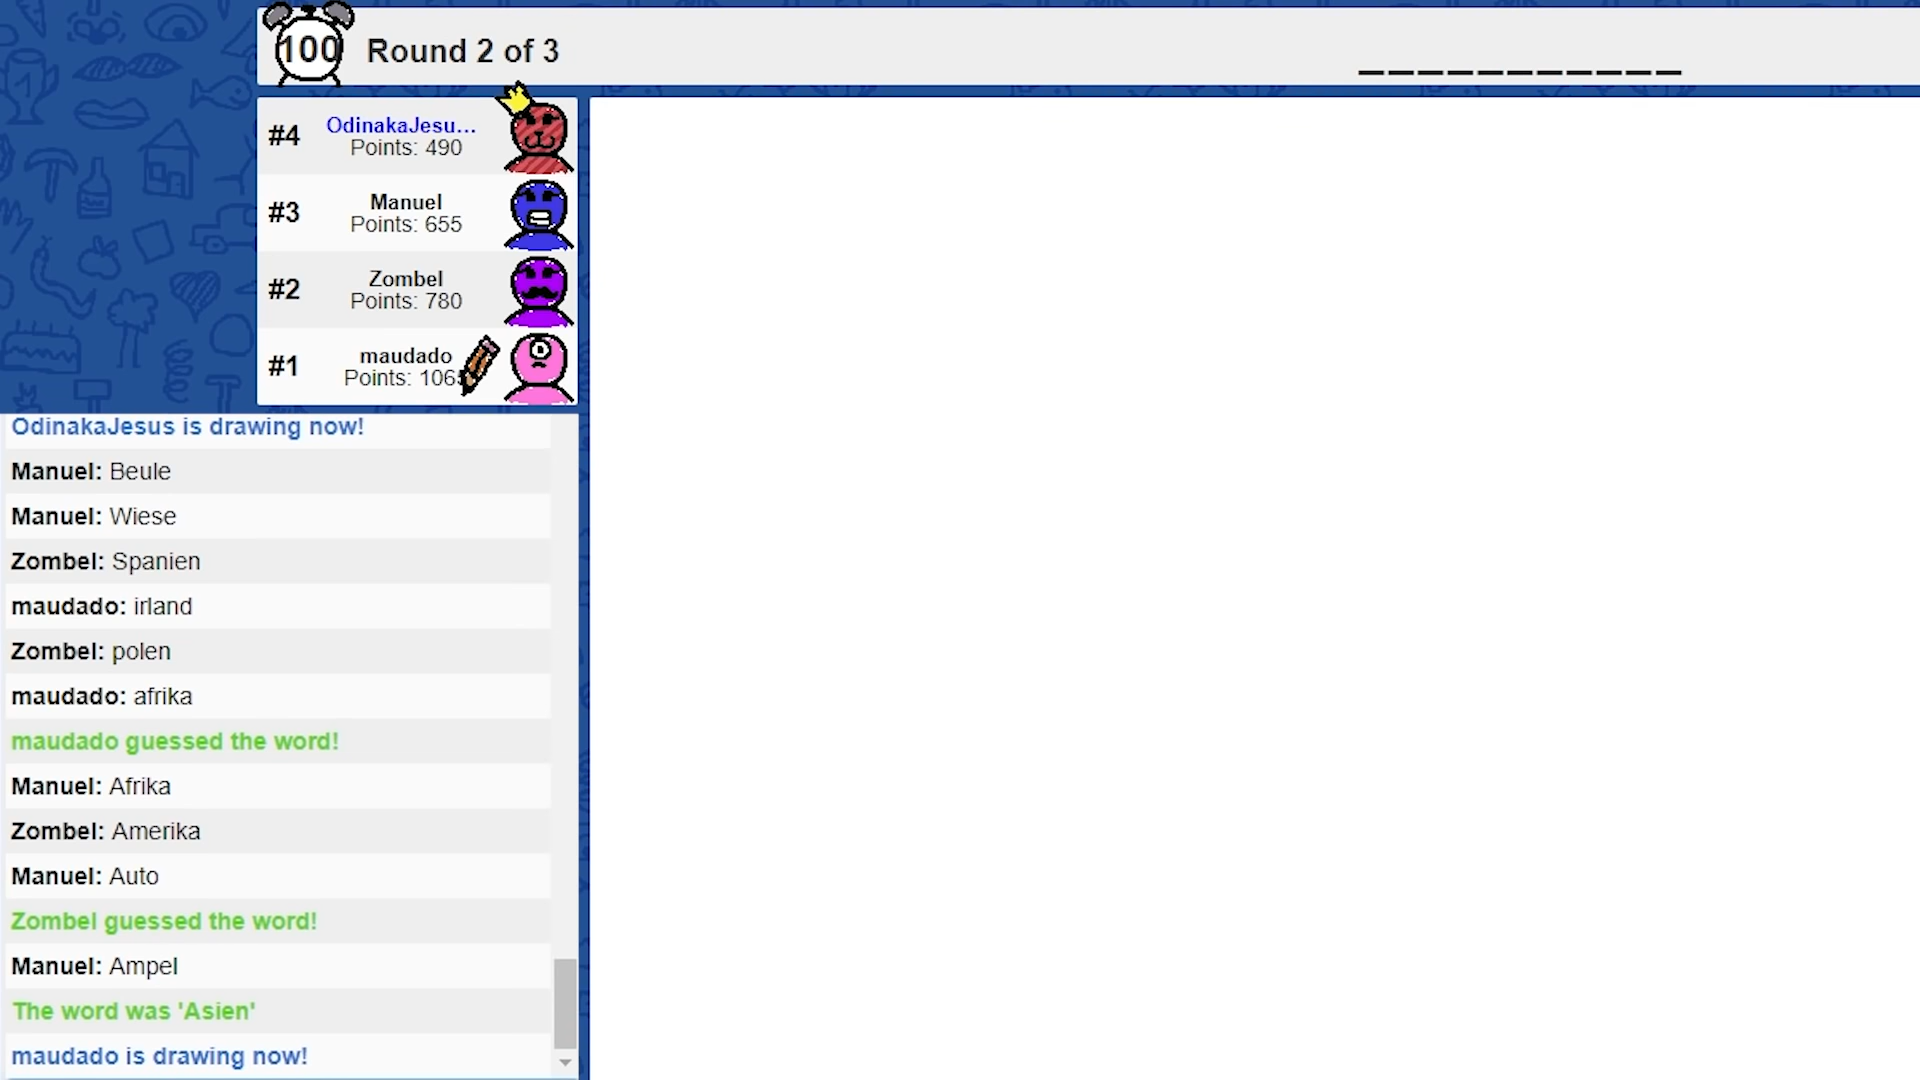 100
Round 2 of 3
___________
#4
OdinakaJesu...
Points: 490
#3
Manuel
Points: 655
#2
Zombel
Points: 780
#1
maudado
Points: 1065
OdinakaJesus is drawing now!
Manuel: Beule
Manuel: Wiese
Zombel: Spanien
maudado: irland
Zombel: polen
maudado: afrika
maudado guessed the word!
Manuel: Afrika
Zombel: Amerika
Manuel: Auto
Zombel guessed the word!
Manuel: Ampel
The word was 'Asien'
maudado is drawing now!